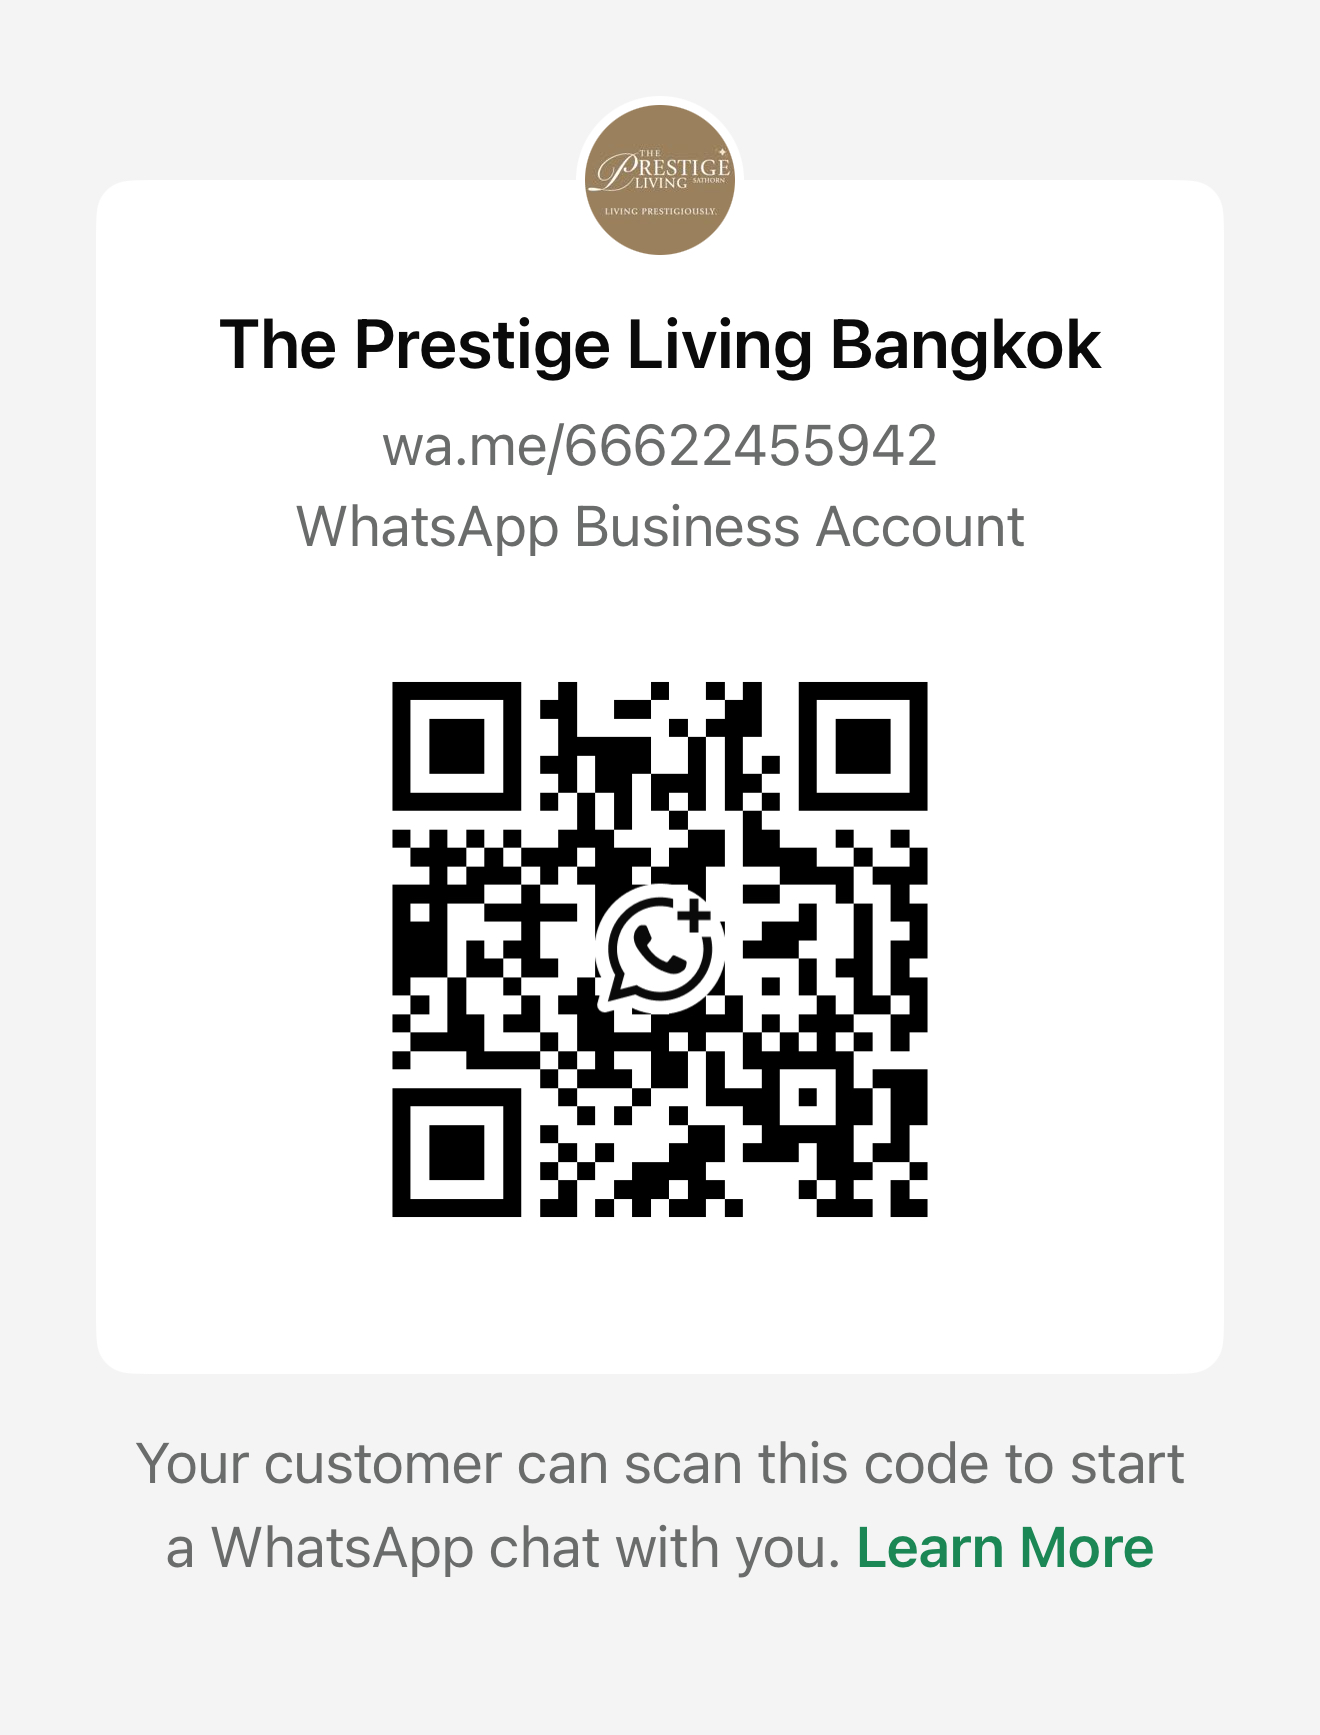 THE
PRESTIGE
LIVING SATHORN
LIVING PRESTIGIOUSLY.
The Prestige Living Bangkok
wa.me/66622455942
WhatsApp Business Account
Your customer can scan this code to start
a WhatsApp chat with you. Learn More